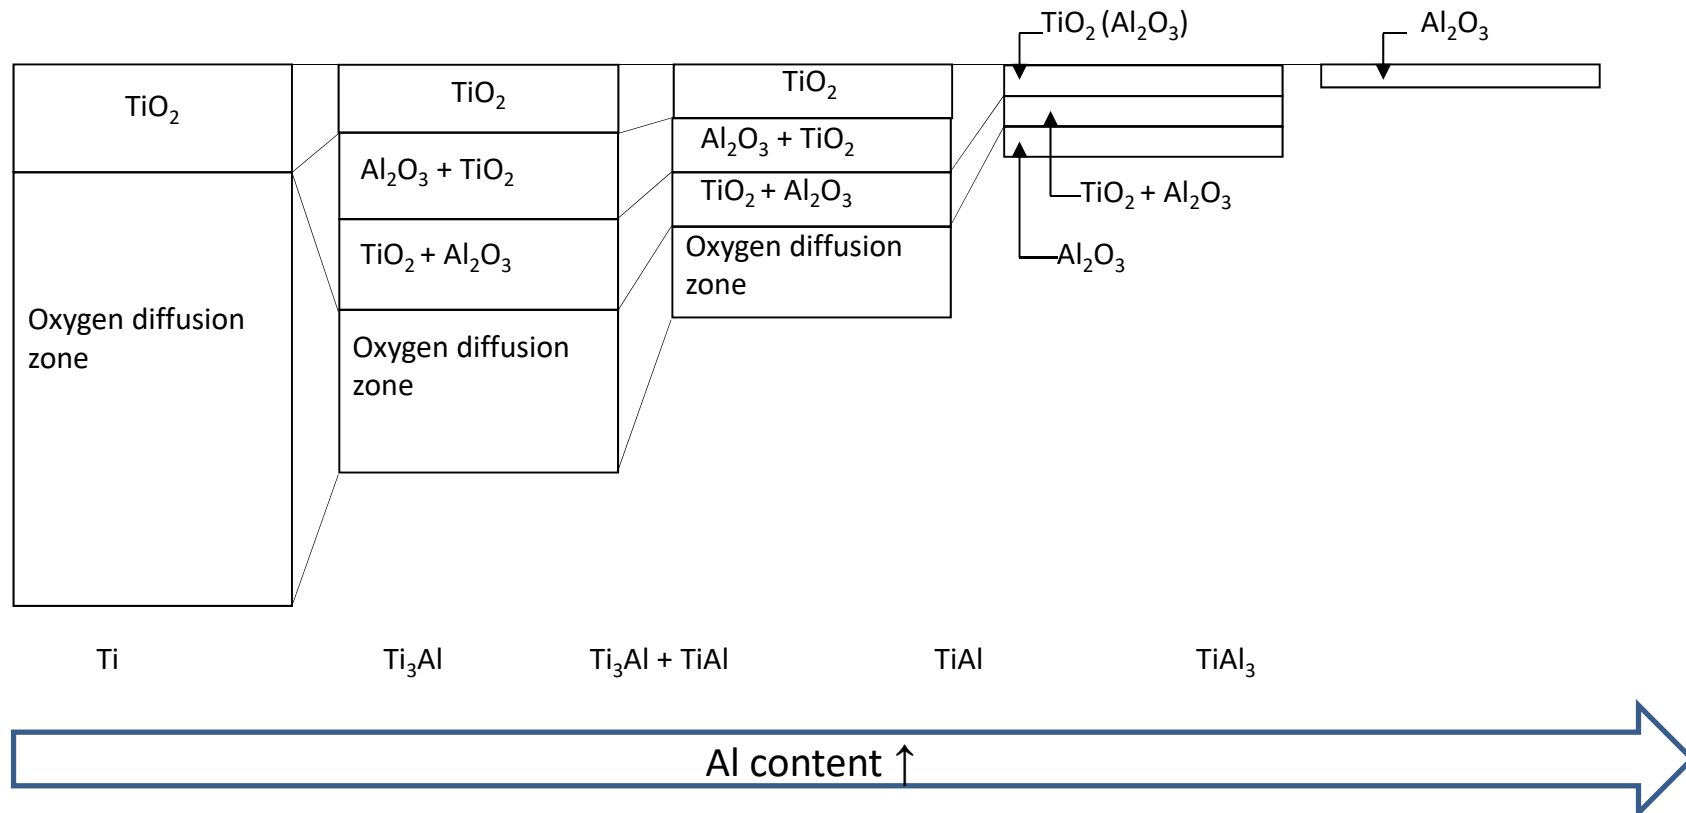 TiO₂ (Al₂O₃)
Al₂O₃
TiO₂
TiO₂
TiO₂
Al₂O₃ + TiO₂
Al₂O₃ + TiO₂
TiO₂ + Al₂O₃
TiO₂ + Al₂O₃
TiO₂ + Al₂O₃
Al₂O₃
Oxygen diffusion
zone
Oxygen diffusion
zone
Oxygen diffusion
zone
Ti
Ti₃Al
Ti₃Al + TiAl
TiAl
TiAl₃
Al content ↑